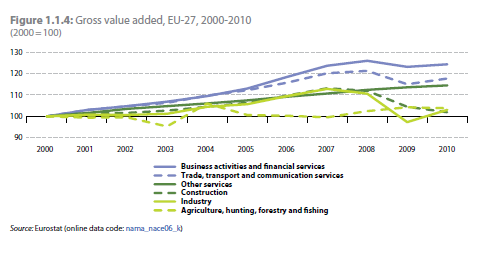 Figure 1.1.4: Gross value added, EU-27, 2000-2010
(2000=100)
130
120
110
100
90
2000 2001 2002 2003 2004 2005 2006 2007 2008 2009 2010
Business activities and financial services
Trade, transport and communication services
Other services
Construction
Industry
Agriculture, hunting, forestry and fishing
Source: Eurostat (online data code: nama_nace06_k)